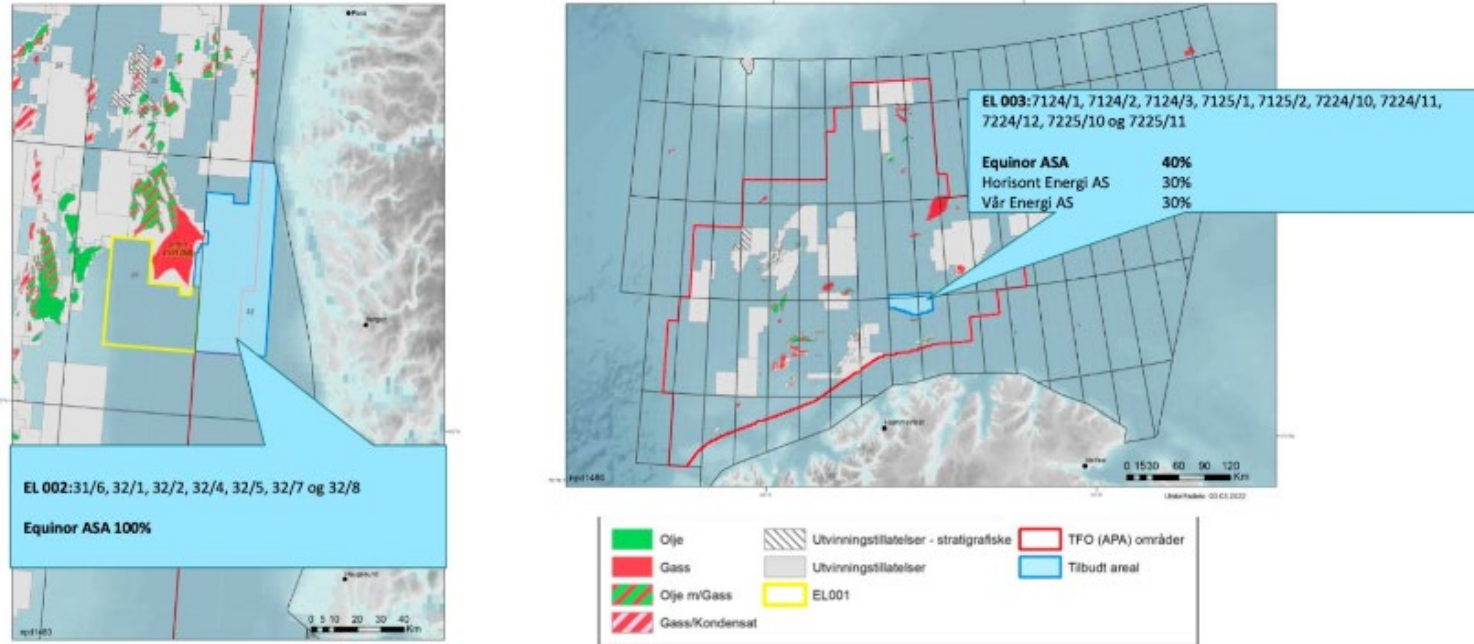 EL 002:31/6, 32/1, 32/2, 32/4, 32/5, 32/7 og 32/8
Equinor ASA 100%
0 5 10 20 30 40
Km
npd1480
EL 003:7124/1, 7124/2, 7124/3, 7125/1, 7125/2, 7224/10, 7224/11,
7224/12, 7225/10 og 7225/11
Equinor ASA 40%
Horisont Energi AS 30%
Vår Energi AS 30%
Hammerfest
0 15 30 60 90 120
Km
npd1480
Olje
Gass
Olje m/Gass
Gass/Kondensat
Utvinningstillatelser - stratigrafiske
Utvinningstillatelser
EL001
TFO (APA) områder
Tilbudt areal